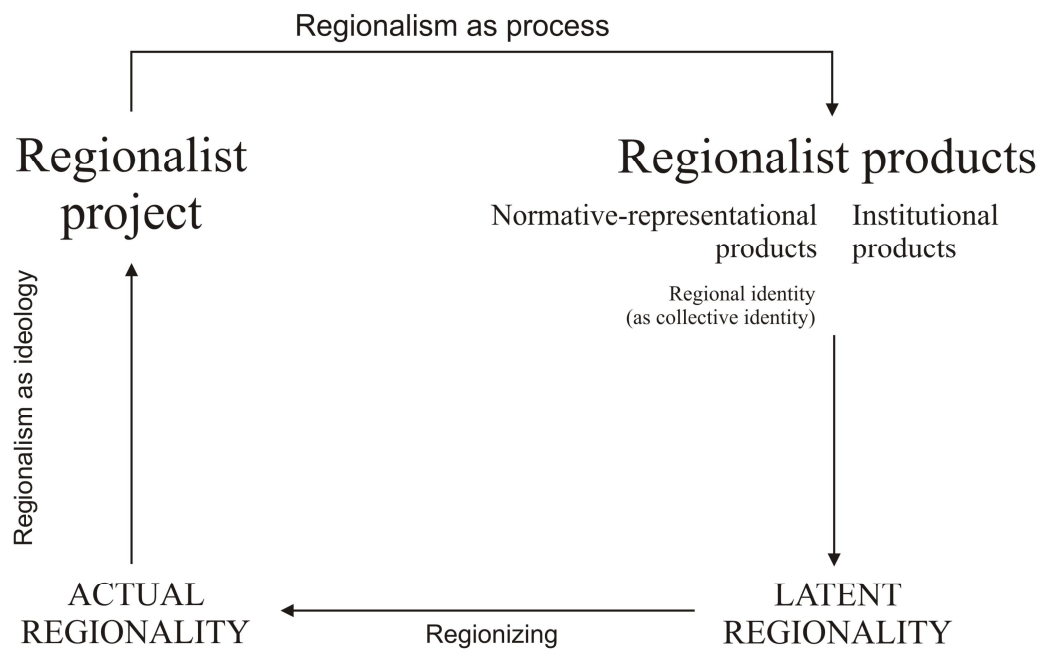 Regionalism as process
Regionalist
project
Regionalist products
Normative-representational
products
Institutional
products
Regional identity
(as collective identity)
Regionalism as ideology
ACTUAL
REGIONALITY
Regionizing
LATENT
REGIONALITY